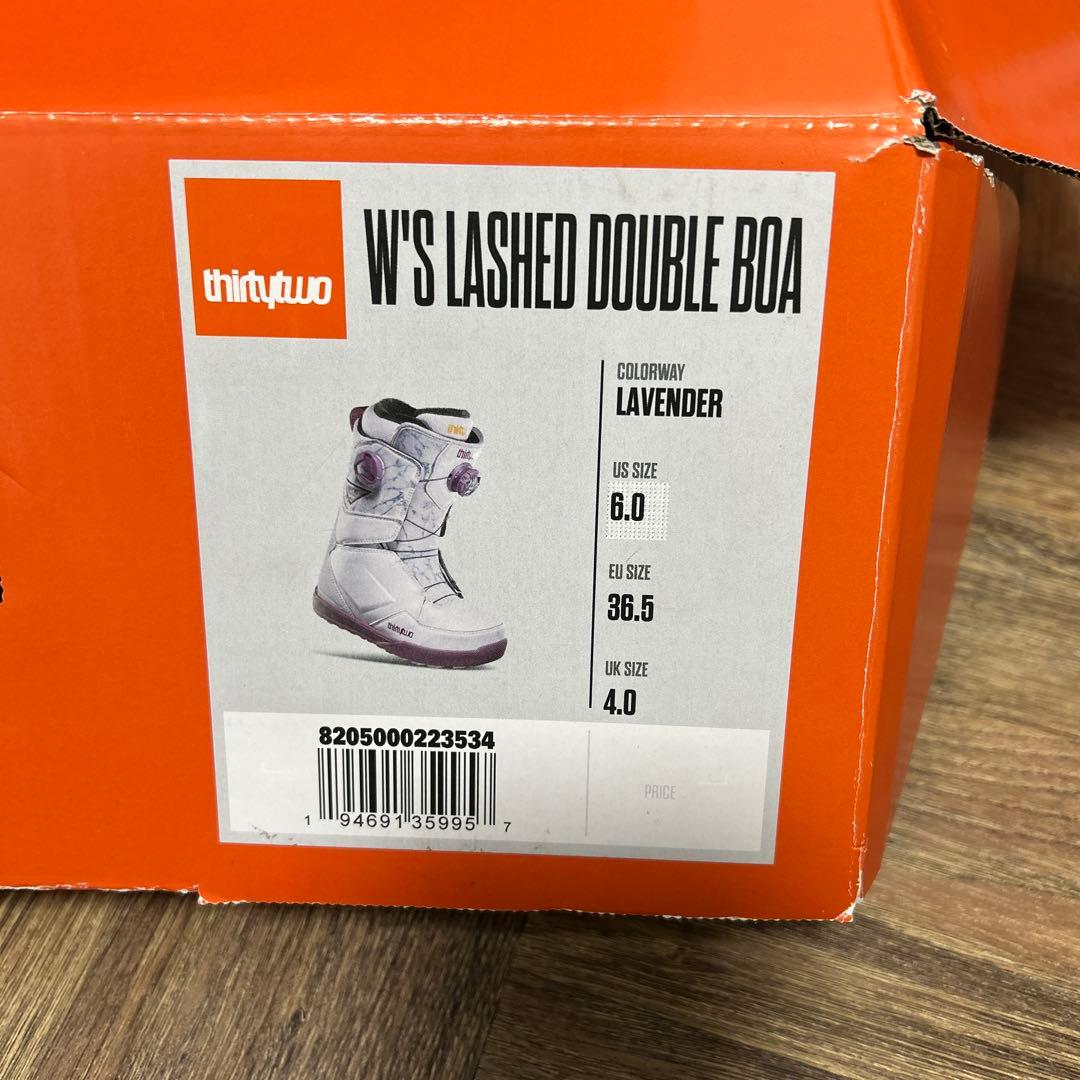 thirtytwo
W'S LASHED DOUBLE BOA
COLORWAY
LAVENDER
US SIZE
6.0
EU SIZE
36.5
UK SIZE
4.0
thirtytwo
8205000223534
1 94691 35995 7
PRICE